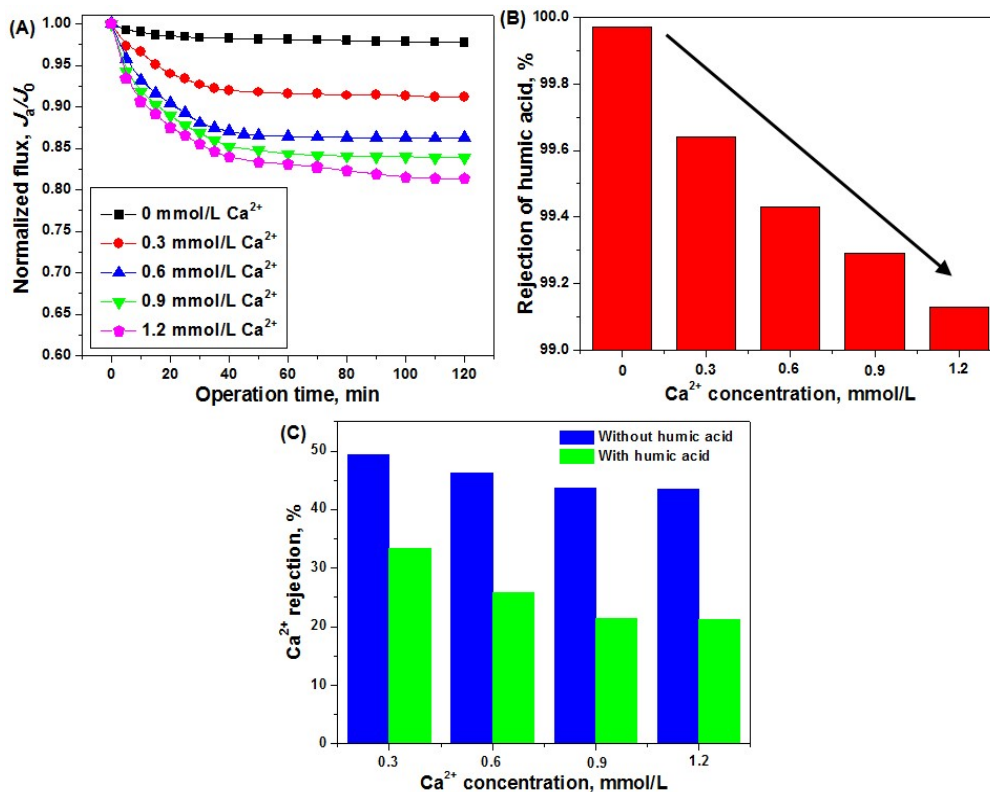 (A)
Normalized flux, Ja/J0
1.00
0.95
0.90
0.85
0.80
0.75
0.70
0.65
0.60
0 mmol/L Ca²⁺
0.3 mmol/L Ca²⁺
0.6 mmol/L Ca²⁺
0.9 mmol/L Ca²⁺
1.2 mmol/L Ca²⁺
0 20 40 60 80 100 120
Operation time, min
(B)
Rejection of humic acid, %
100.0
99.8
99.6
99.4
99.2
99.0
0 0.3 0.6 0.9 1.2
Ca²⁺ concentration, mmol/L
(C)
Ca²⁺ rejection, %
50
40
30
20
10
0
Without humic acid
With humic acid
0.3 0.6 0.9 1.2
Ca²⁺ concentration, mmol/L